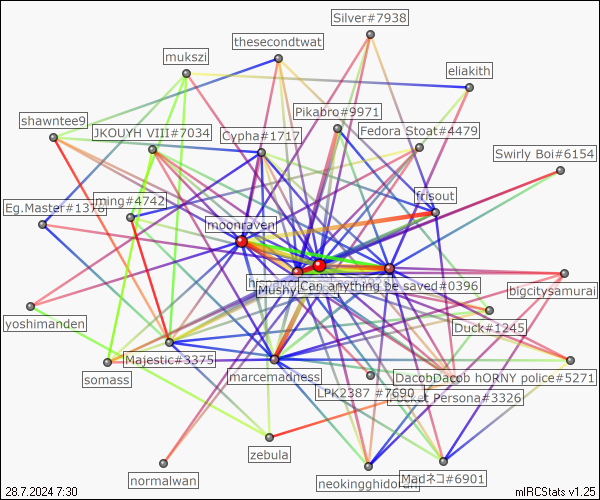 Silver#7938
thesecondtwat
mukszi
eliakith
Pikabro#9971
shawntee9
JKOUYH VIII#7034
Cypha#1717
Fedora Stoat#4479
Swirly Boi#6154
ming#4742
frisout
Eg.Master#1378
moonraven
Can anything be saved#0396
bigcitysamurai
yoshimanden
Duck#1245
Majestic#3375
somass
marcemadness
DacobDacob hORNY police#5271
LPK2387 #7690
Pocket Persona#3326
zebula
normalwan
neokingghidorah
Madネコ#6901
28.7.2024 7:30
mIRCStats v1.25